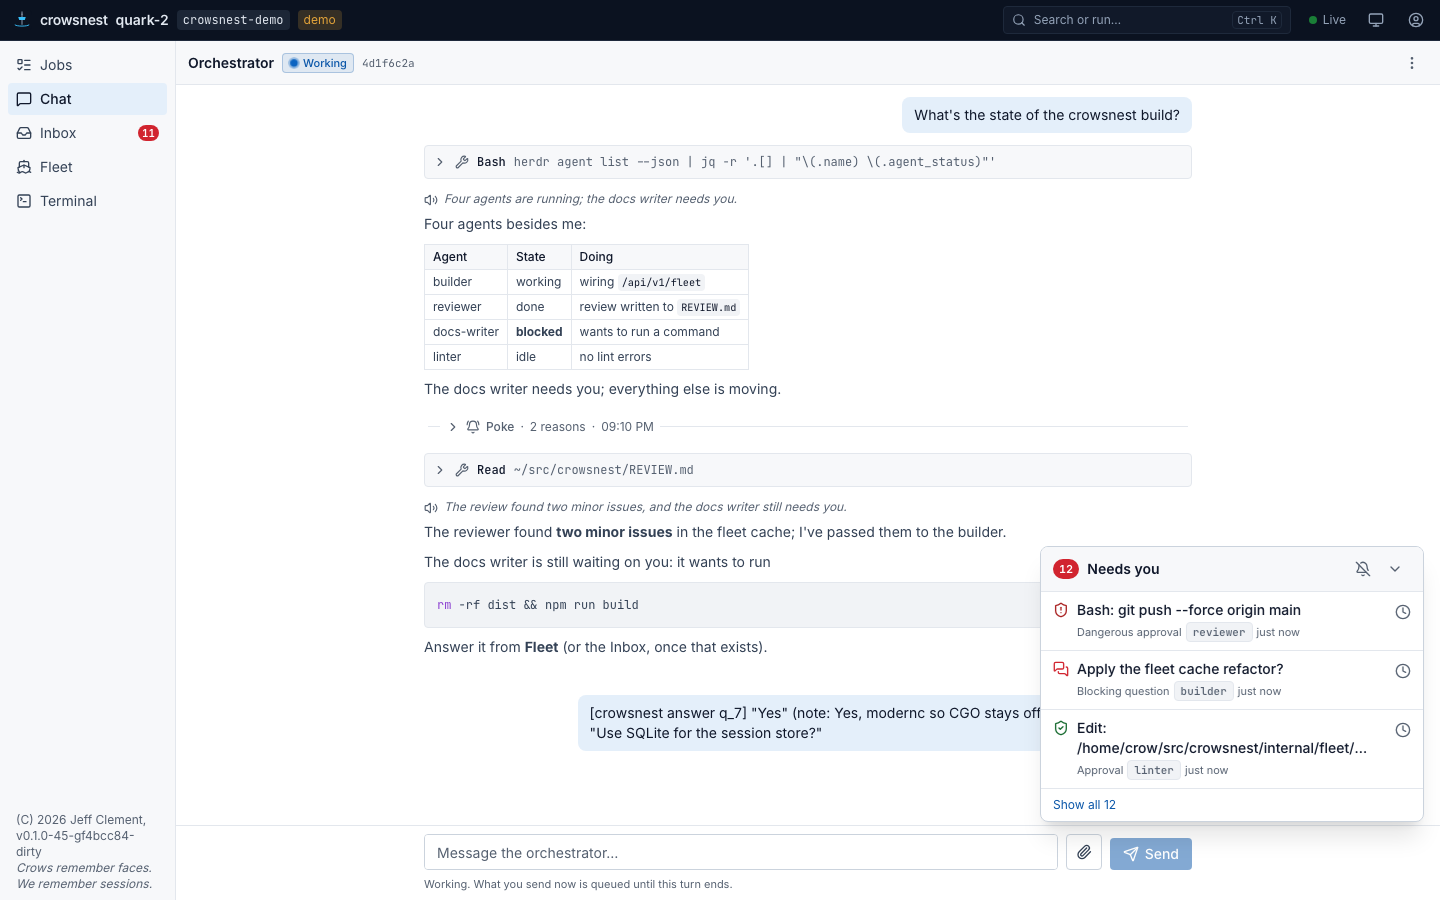 crowsnest quark-2 crowsnest-demo demo
Search or run... Ctrl K
Live
Jobs
Chat
Inbox 11
Fleet
Terminal
Orchestrator Working 4d1f6c2a
What's the state of the crowsnest build?
Bash herdr agent list --json | jq -r '.[] | "\(.name) \(.agent_status)"'
Four agents are running; the docs writer needs you.
Four agents besides me:
Agent State Doing
builder working wiring /api/v1/fleet
reviewer done review written to REVIEW.md
docs-writer blocked wants to run a command
linter idle no lint errors
The docs writer needs you; everything else is moving.
Poke · 2 reasons · 09:10 PM
Read ~/src/crowsnest/REVIEW.md
The review found two minor issues, and the docs writer still needs you.
The reviewer found two minor issues in the fleet cache; I've passed them to the builder.
The docs writer is still waiting on you: it wants to run
rm -rf dist && npm run build
Answer it from Fleet (or the Inbox, once that exists).
[crowsnest answer q_7] "Yes" (note: Yes, modernc so CGO stays off
"Use SQLite for the session store?"
12 Needs you
Bash: git push --force origin main
Dangerous approval reviewer just now
Apply the fleet cache refactor?
Blocking question builder just now
Edit:
/home/crow/src/crowsnest/internal/fleet/...
Approval linter just now
Show all 12
Message the orchestrator...
Send
Working. What you send now is queued until this turn ends.
(C) 2026 Jeff Clement,
v0.1.0-45-gf4bcc84-
dirty
Crows remember faces.
We remember sessions.